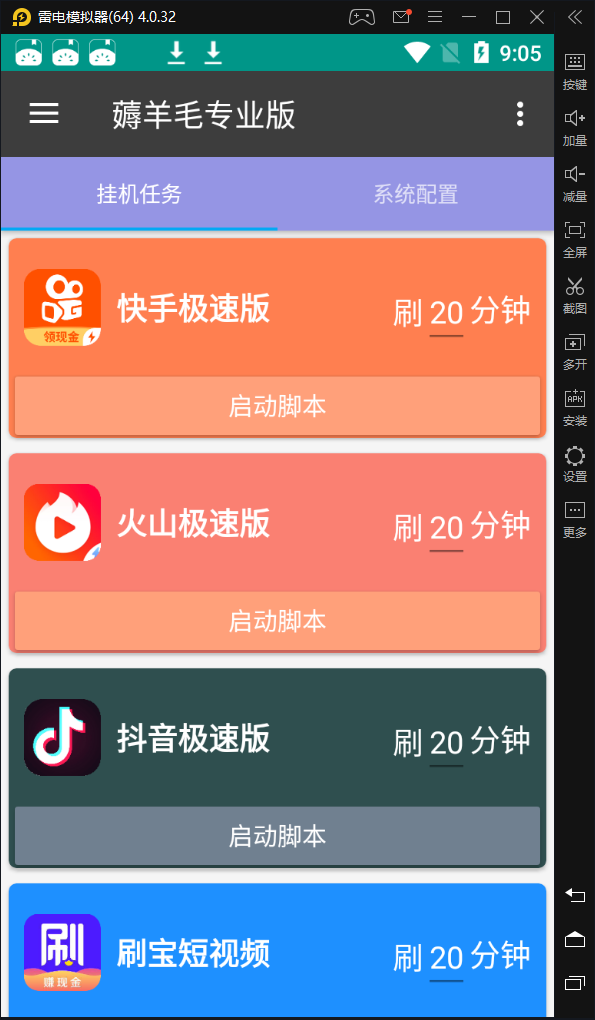 雷电模拟器(64) 4.0.32
9:05
薅羊毛专业版
挂机任务
系统配置
领现金
快手极速版
刷 20 分钟
启动脚本
火山极速版
刷 20 分钟
启动脚本
抖音极速版
刷 20 分钟
启动脚本
刷
赚现金
刷宝短视频
刷 20 分钟
按键
加量
减量
全屏
截图
多开
APK
安装
设置
更多